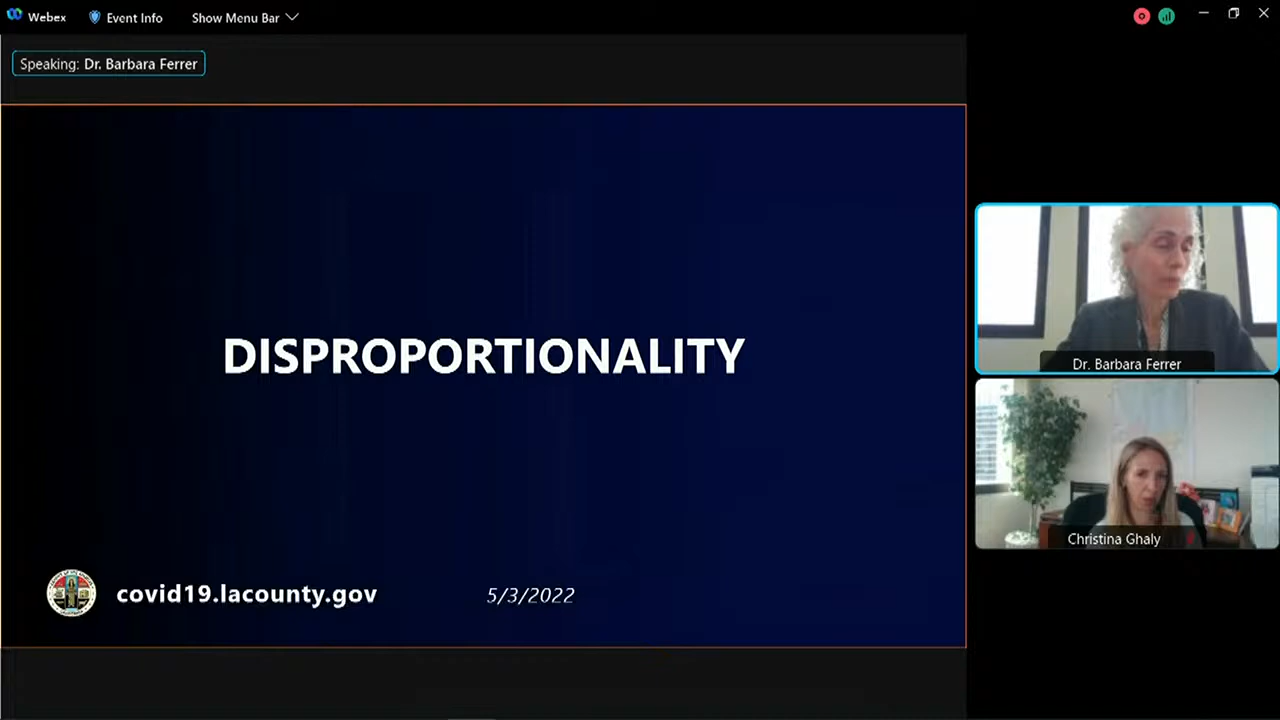 Webex
Event Info
Show Menu Bar
Speaking: Dr. Barbara Ferrer
DISPROPORTIONALITY
covid19.lacounty.gov
5/3/2022
Dr. Barbara Ferrer
Christina Ghaly